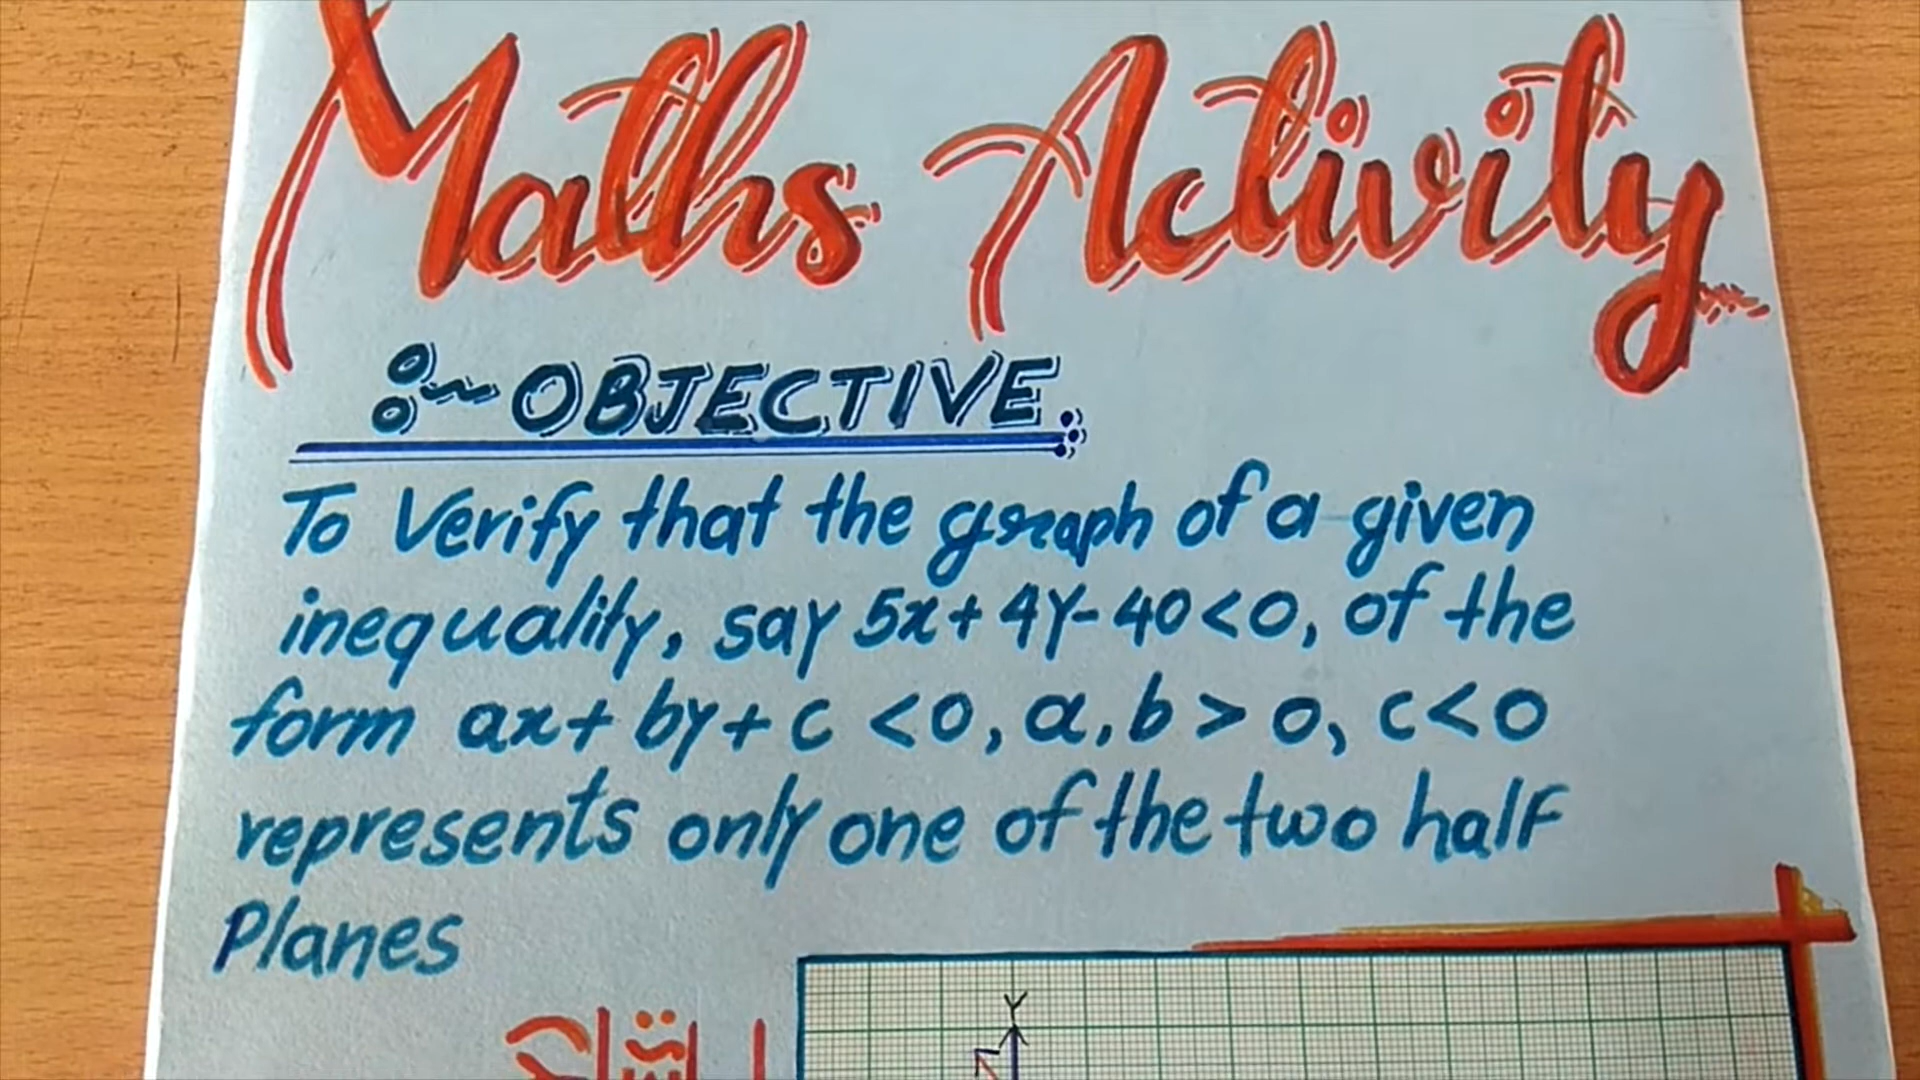 Maths Activity
OBJECTIVE
To Verify that the graph of a given
inequality, say 5x+4y-40<0, of the
form ax+by+c <0, a,b>0, c<0
represents only one of the two half
Planes
Y